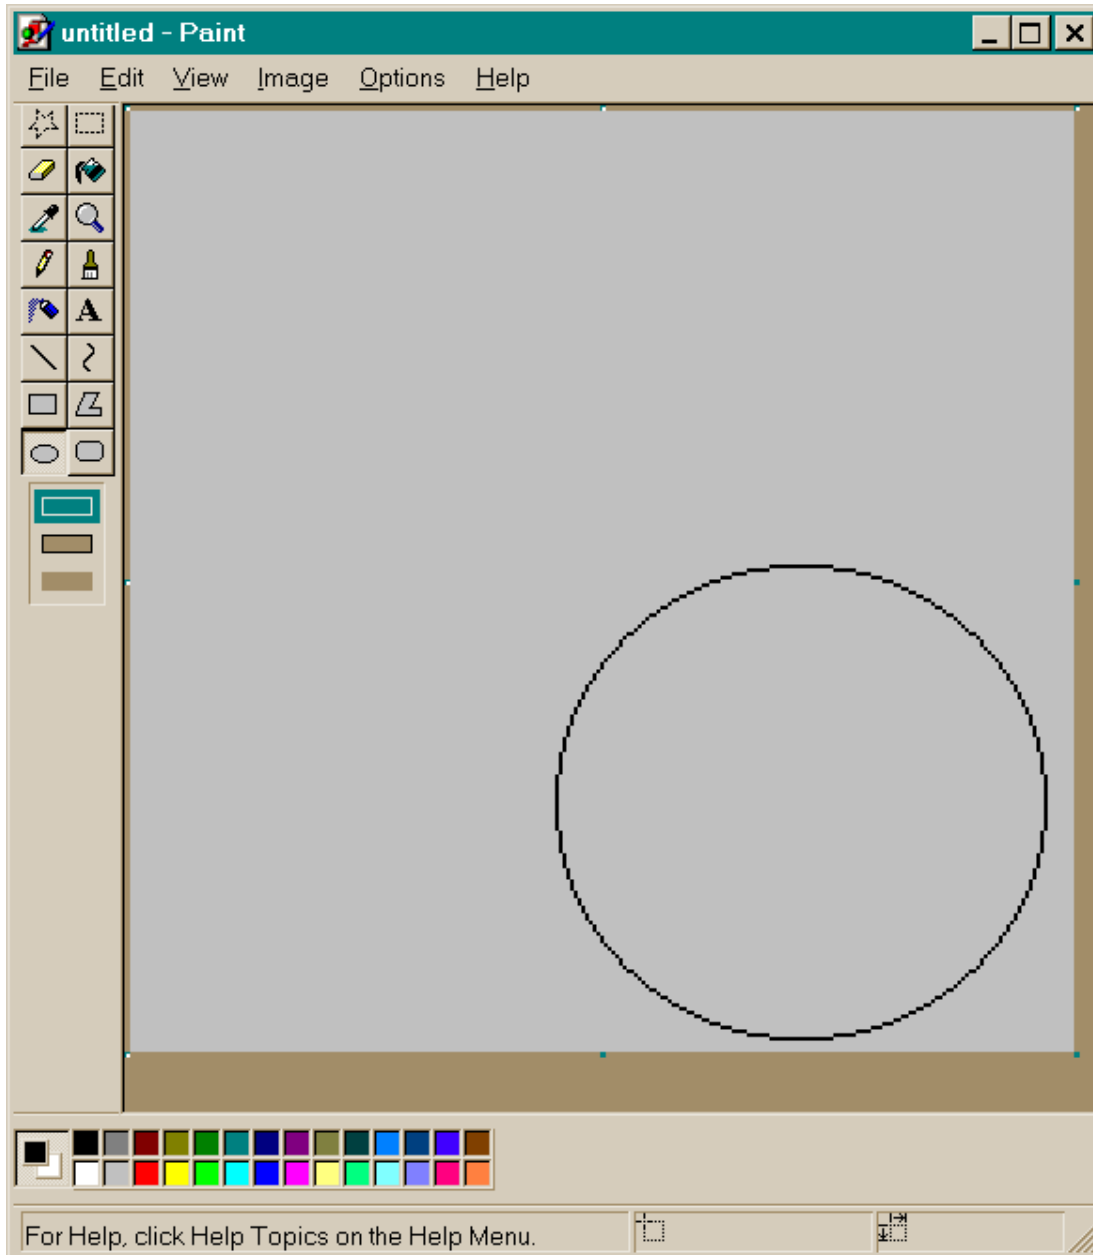 untitled - Paint
File Edit View Image Options Help
A
For Help, click Help Topics on the Help Menu.